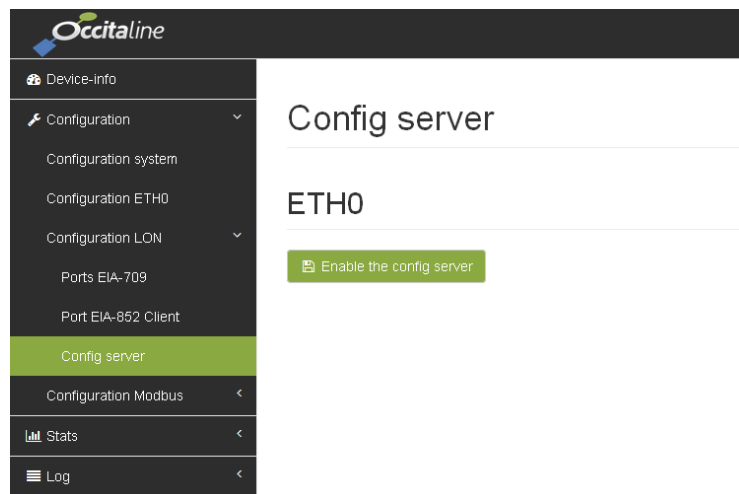 Occitaline
Device-info
Configuration
Configuration system
Configuration ETH0
Configuration LON
Ports EIA-709
Port EIA-852 Client
Config server
Configuration Modbus
Stats
Log
Config server
ETH0
Enable the config server